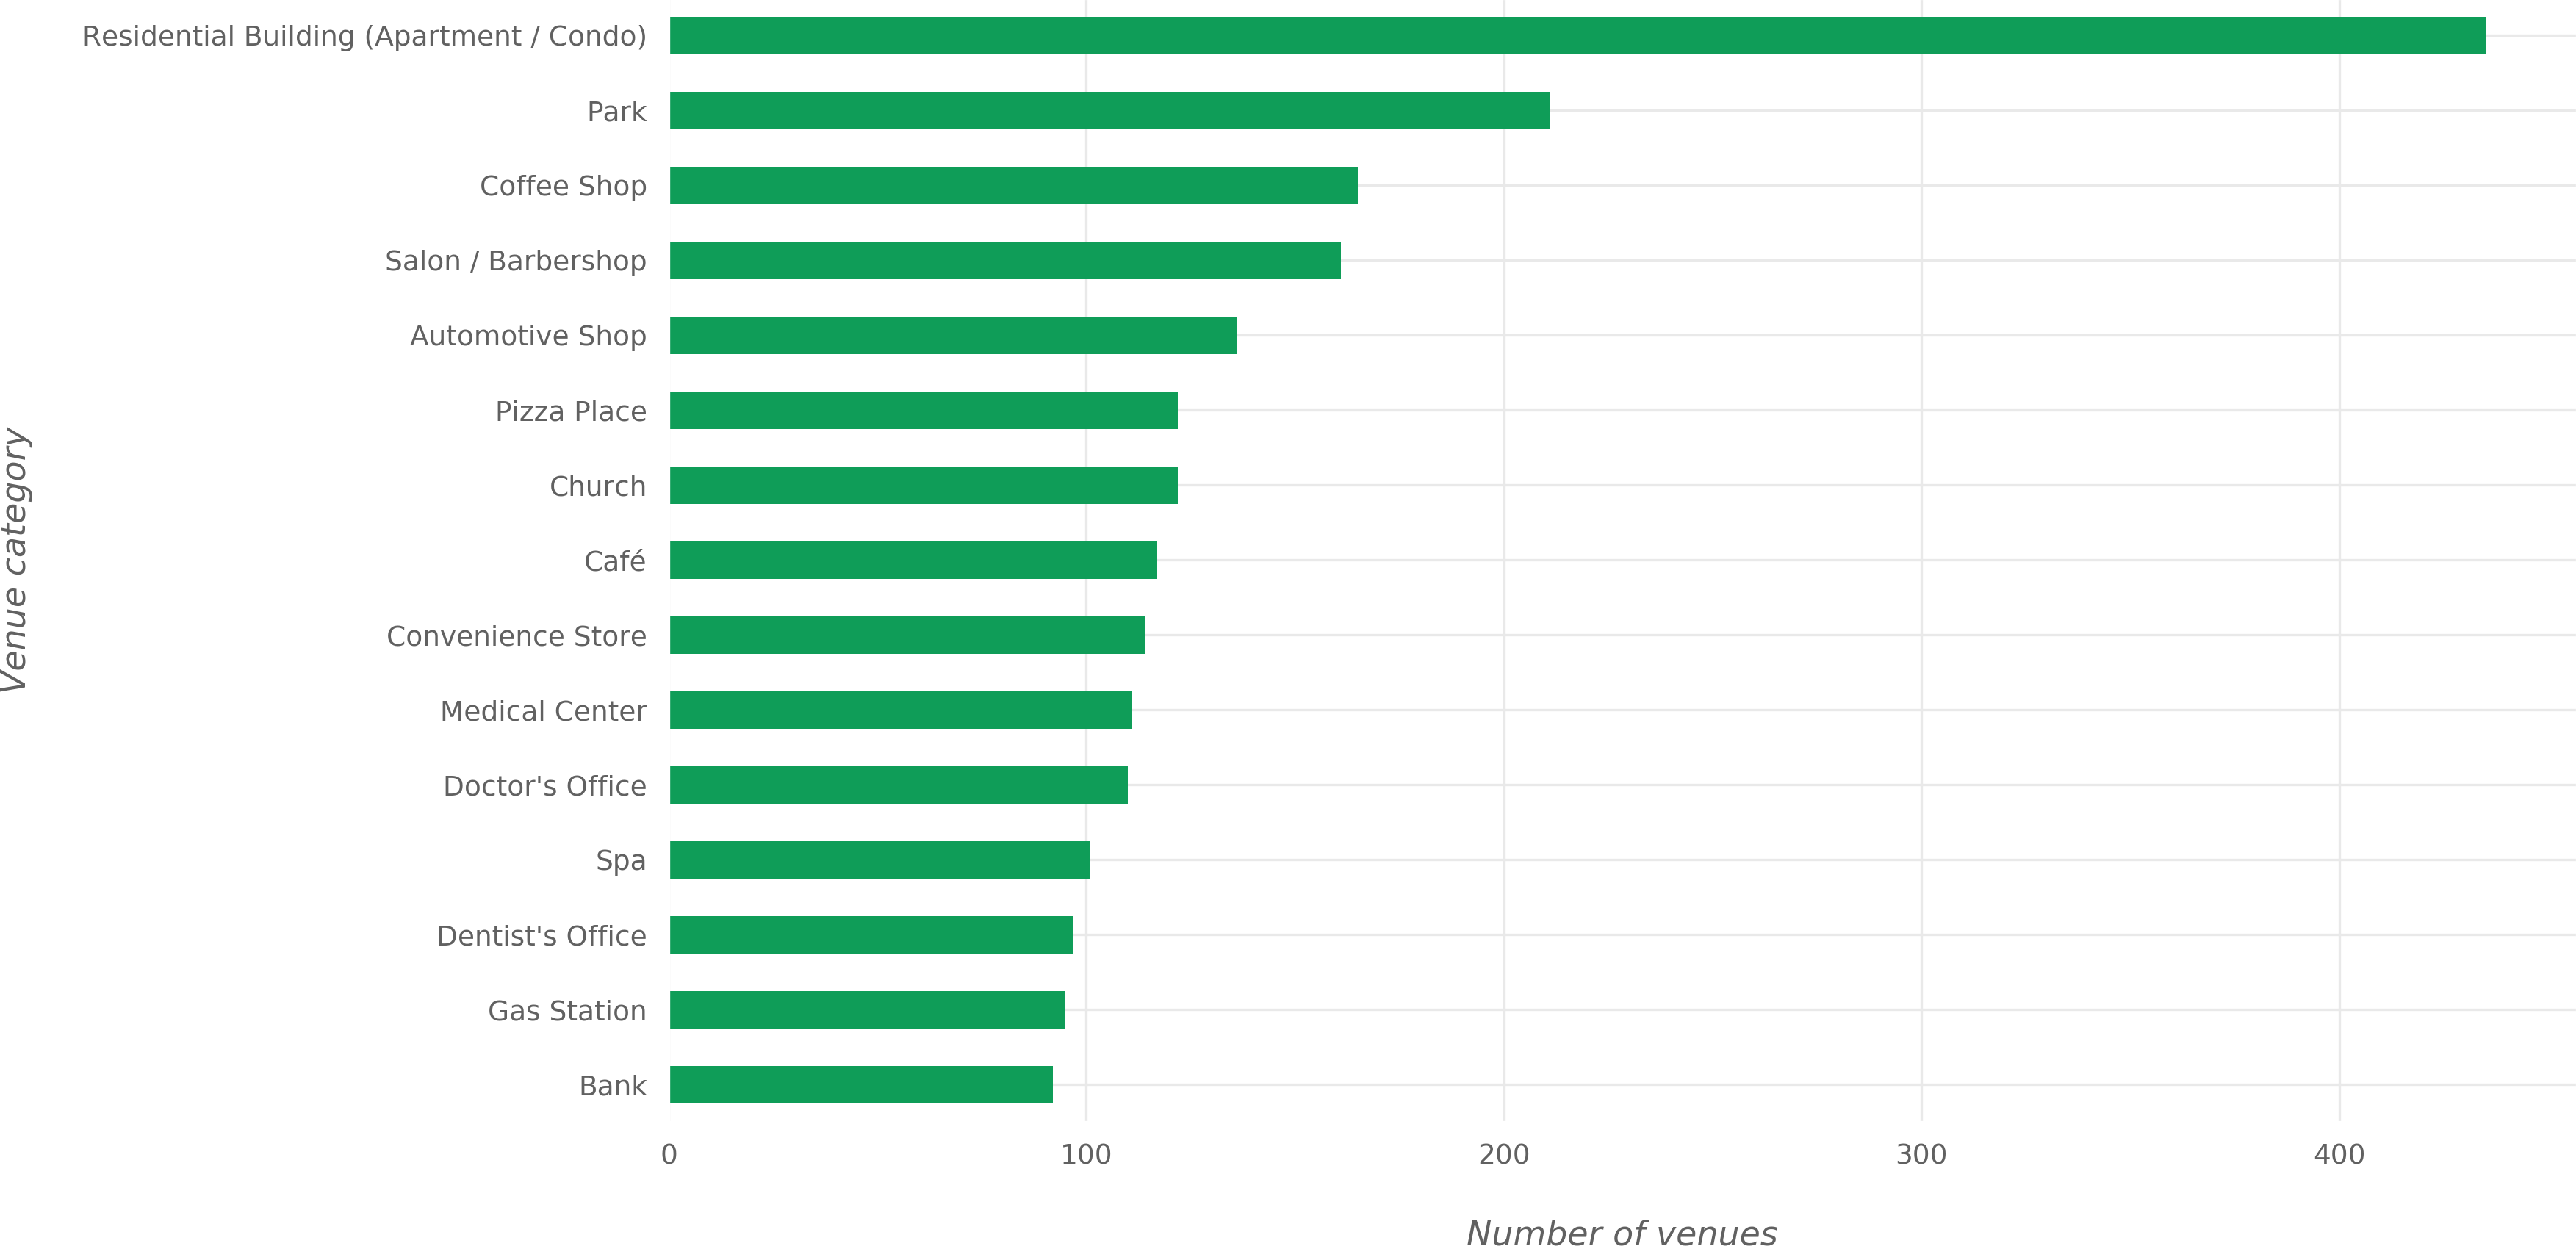 Residential Building (Apartment / Condo)
Park
Coffee Shop
Salon / Barbershop
Automotive Shop
Pizza Place
Church
Café
Convenience Store
Medical Center
Doctor's Office
Spa
Dentist's Office
Gas Station
Bank
Venue category
0 100 200 300 400
Number of venues